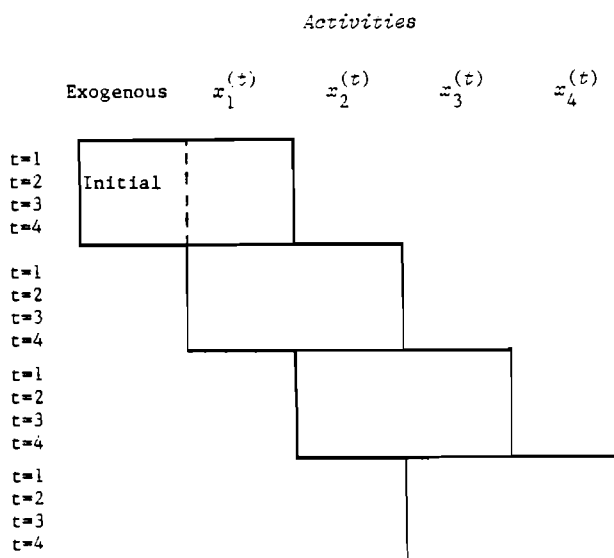 Activities
Exogenous x_1^{(t)} x_2^{(t)} x_3^{(t)} x_4^{(t)}
t=1
t=2 Initial
t=3
t=4
t=1
t=2
t=3
t=4
t=1
t=2
t=3
t=4
t=1
t=2
t=3
t=4